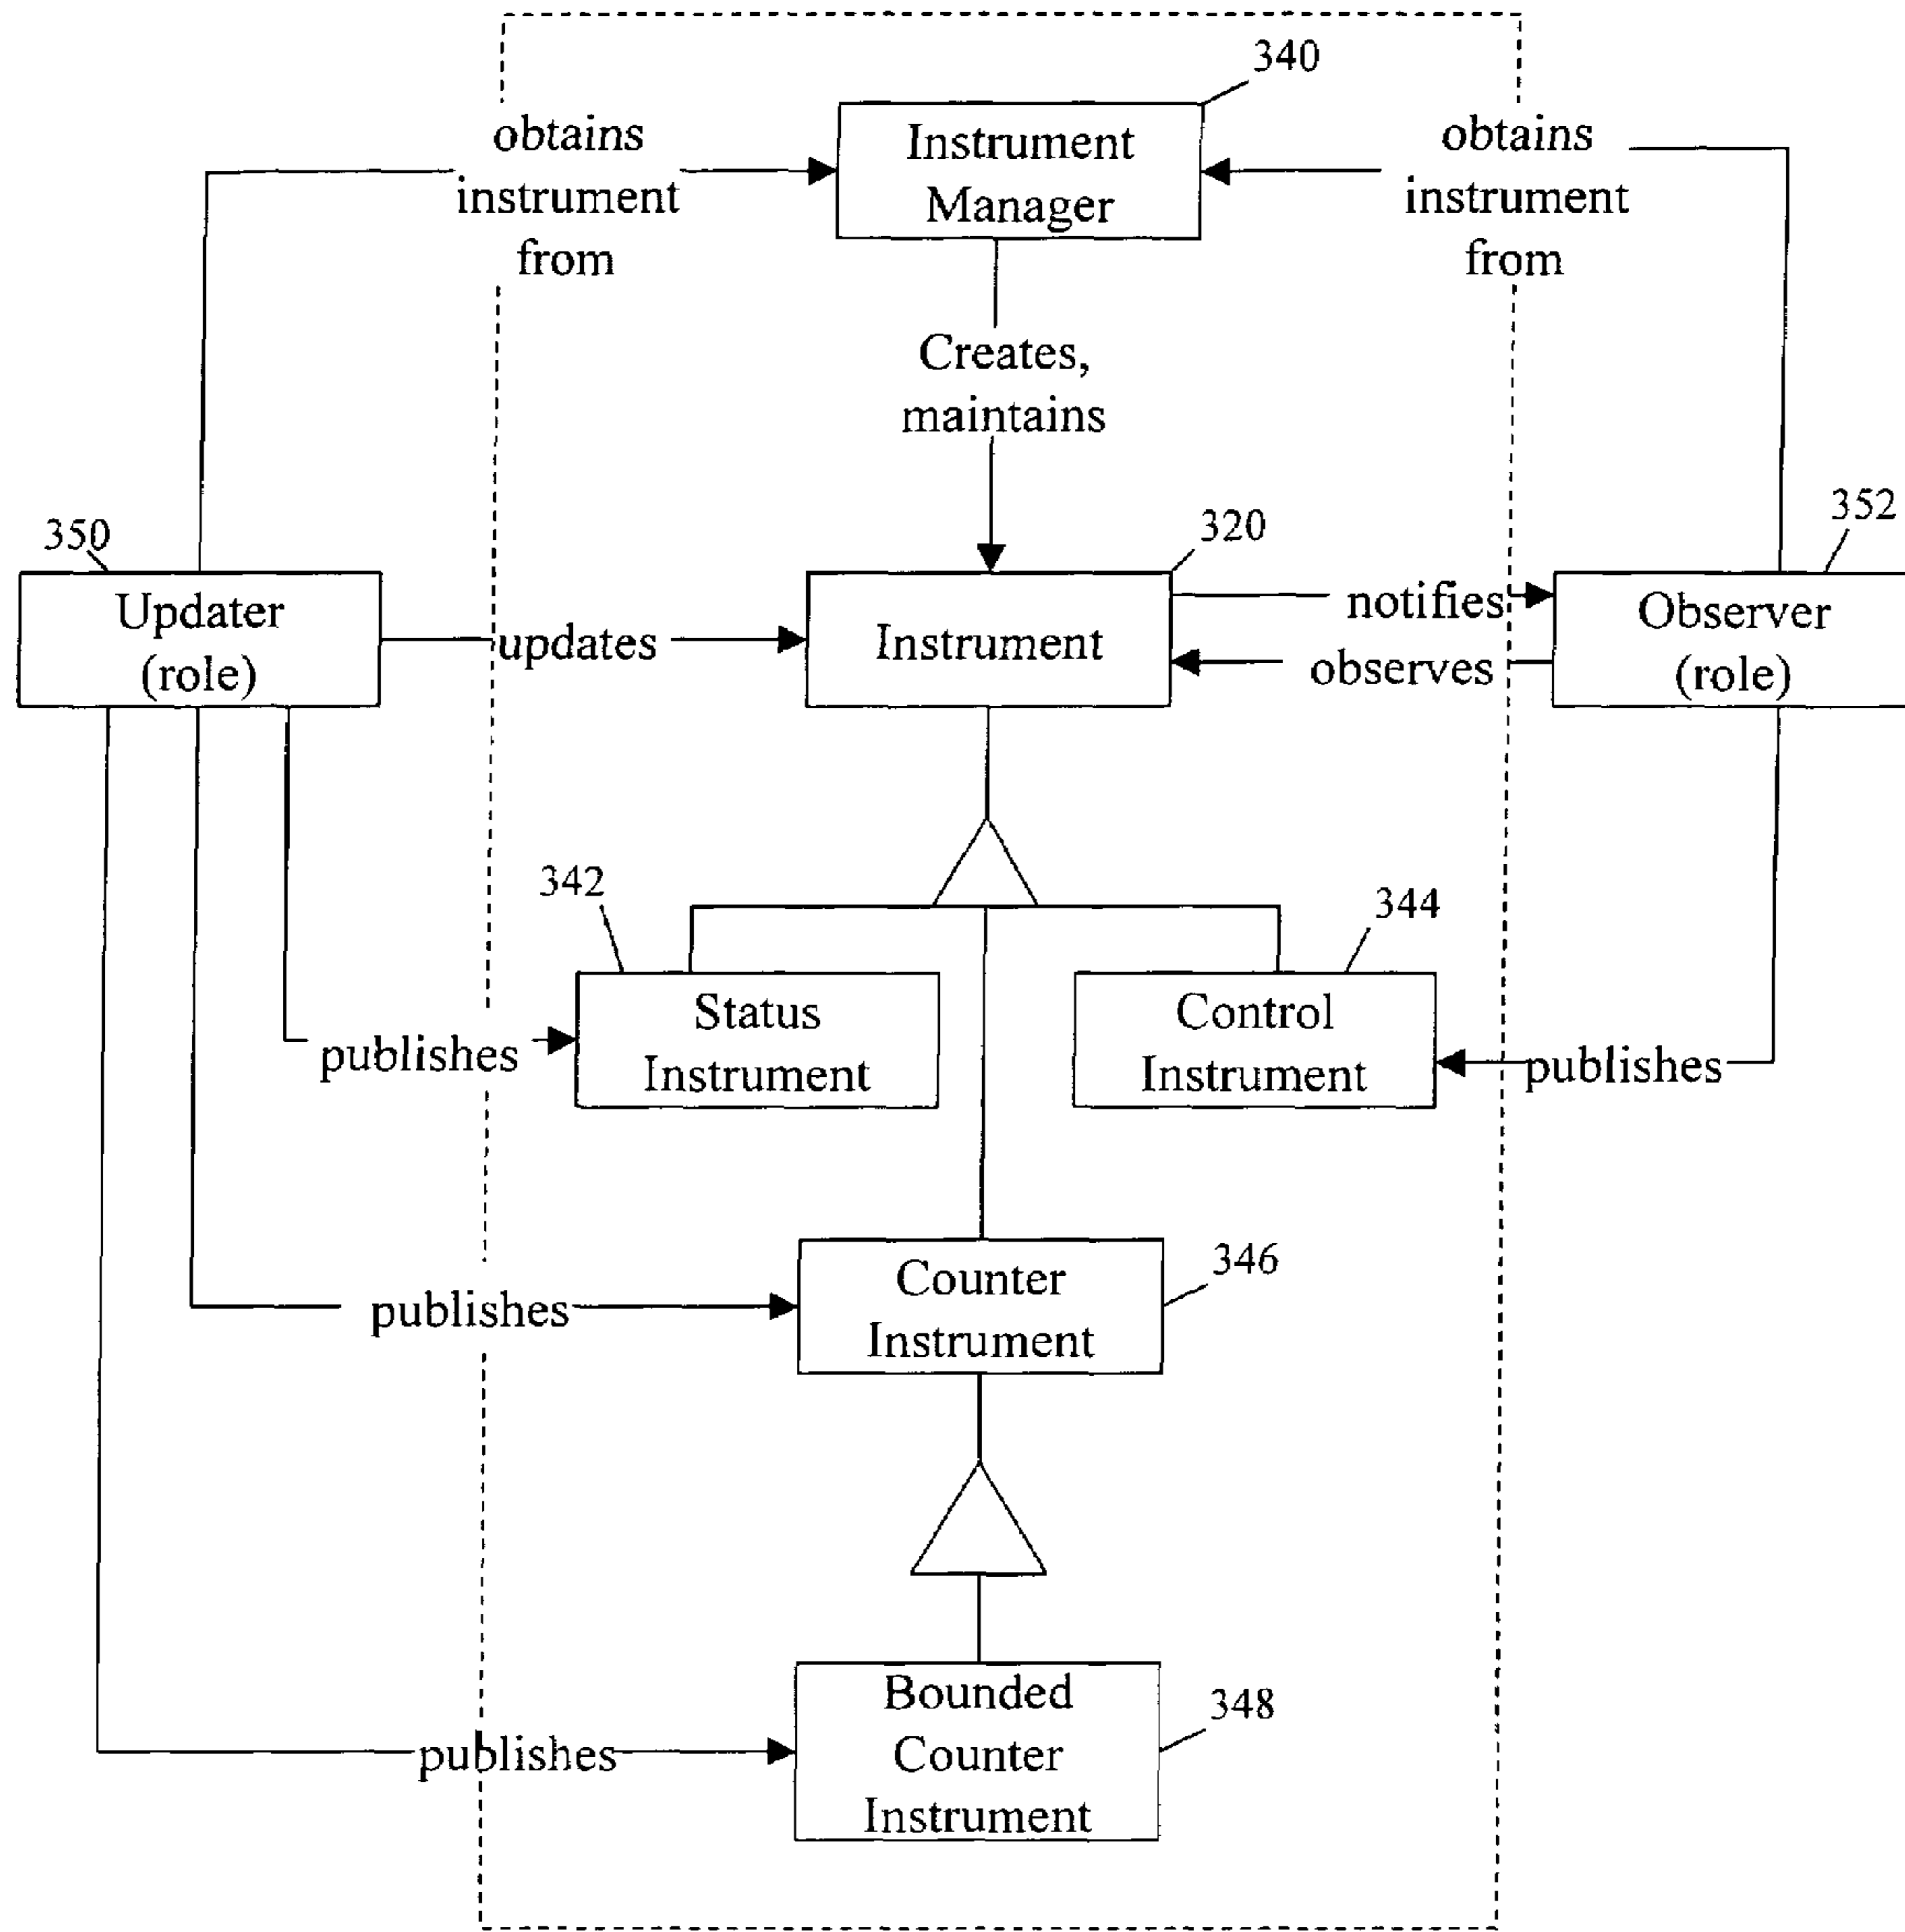 340
obtains
instrument
from
Instrument
Manager
obtains
instrument
from
Creates,
maintains
350
320
352
Updater
(role)
updates
Instrument
notifies
observes
Observer
(role)
342
344
Status
Instrument
Control
Instrument
publishes
publishes
Counter
Instrument
346
publishes
Bounded
Counter
Instrument
348
publishes